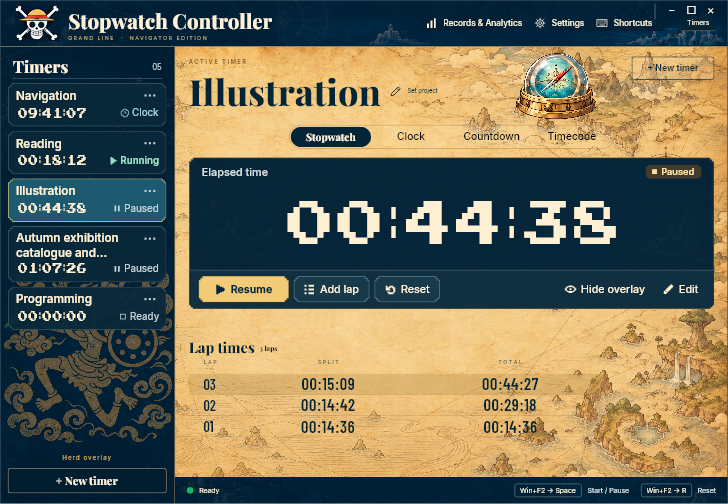 Stopwatch Controller
GRAND LINE · NAVIGATOR EDITION
Records & Analytics
Settings
Shortcuts
Timers
Timers
05
Navigation
09:41:07
Clock
Reading
00:18:12
Running
Illustration
00:44:38
Paused
Autumn exhibition
catalogue and...
01:07:26
Paused
Programming
00:00:00
Ready
Herd overlay
+ New timer
ACTIVE TIMER
+ New timer
Illustration
Set project
Stopwatch
Clock
Countdown
Timecode
Elapsed time
Paused
00:44:38
Resume
Add lap
Reset
Hide overlay
Edit
Lap times
3 laps
LAP
SPLIT
TOTAL
03
00:15:09
00:44:27
02
00:14:42
00:29:18
01
00:14:36
00:14:36
Ready
Win+F2 → Space
Start / Pause
Win+F2 → R
Reset